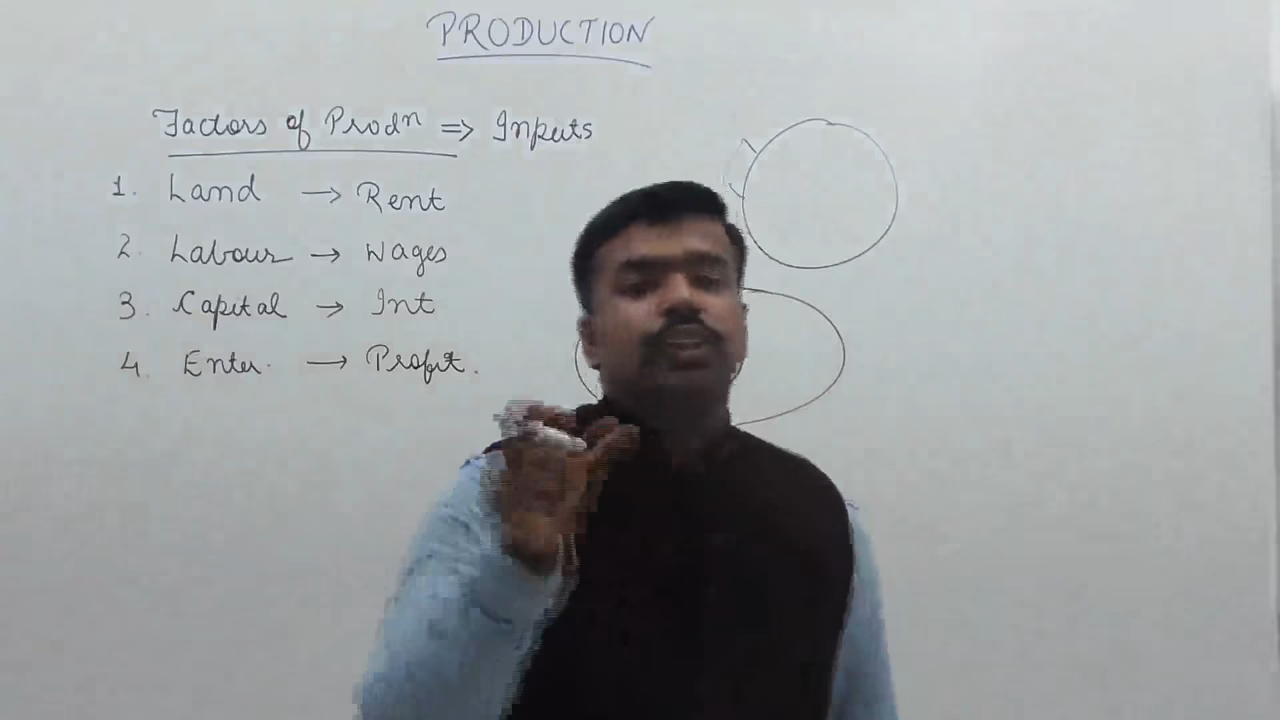 PRODUCTION
Factors of Prodn => Inputs
1. Land → Rent
2. Labour → Wages
3. Capital → Int
4. Enter. → Profit.